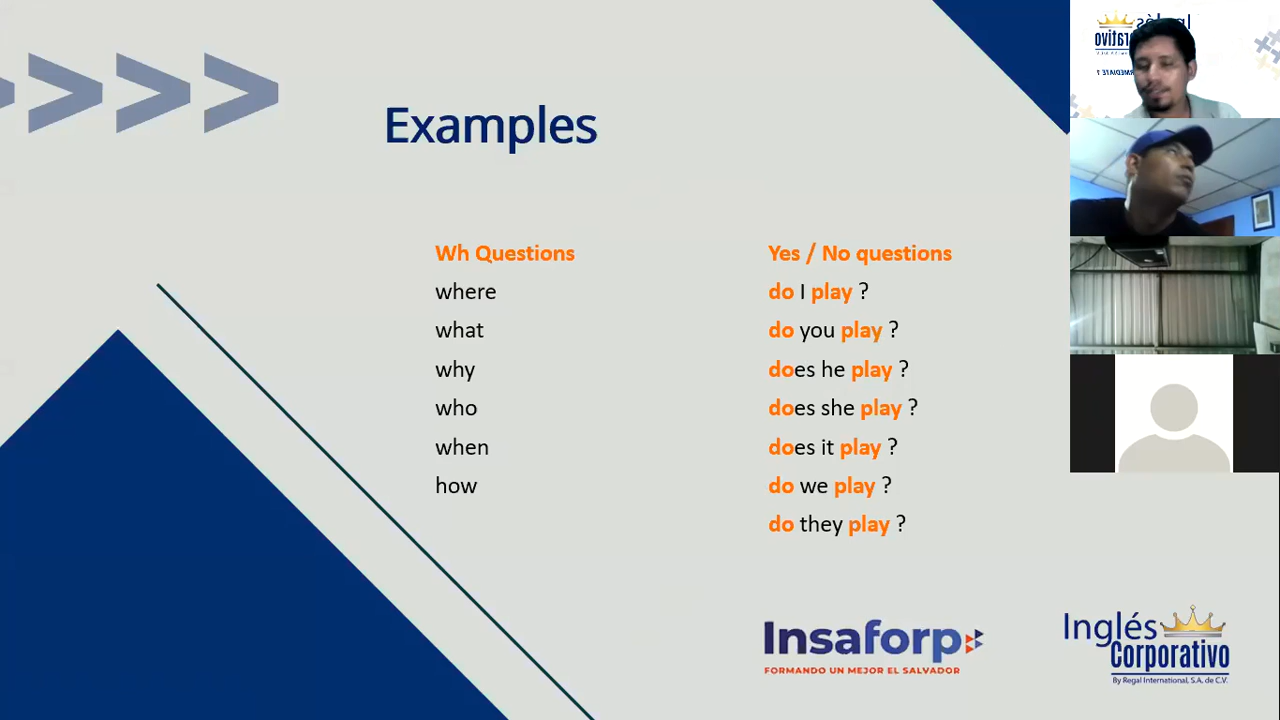 Examples
Wh Questions
where
what
why
who
when
how
Yes / No questions
do I play ?
do you play ?
does he play ?
does she play ?
does it play ?
do we play ?
do they play ?
Insaforp
FORMANDO UN MEJOR EL SALVADOR
Inglés
Corporativo
By Regal International, S.A. de C.V.